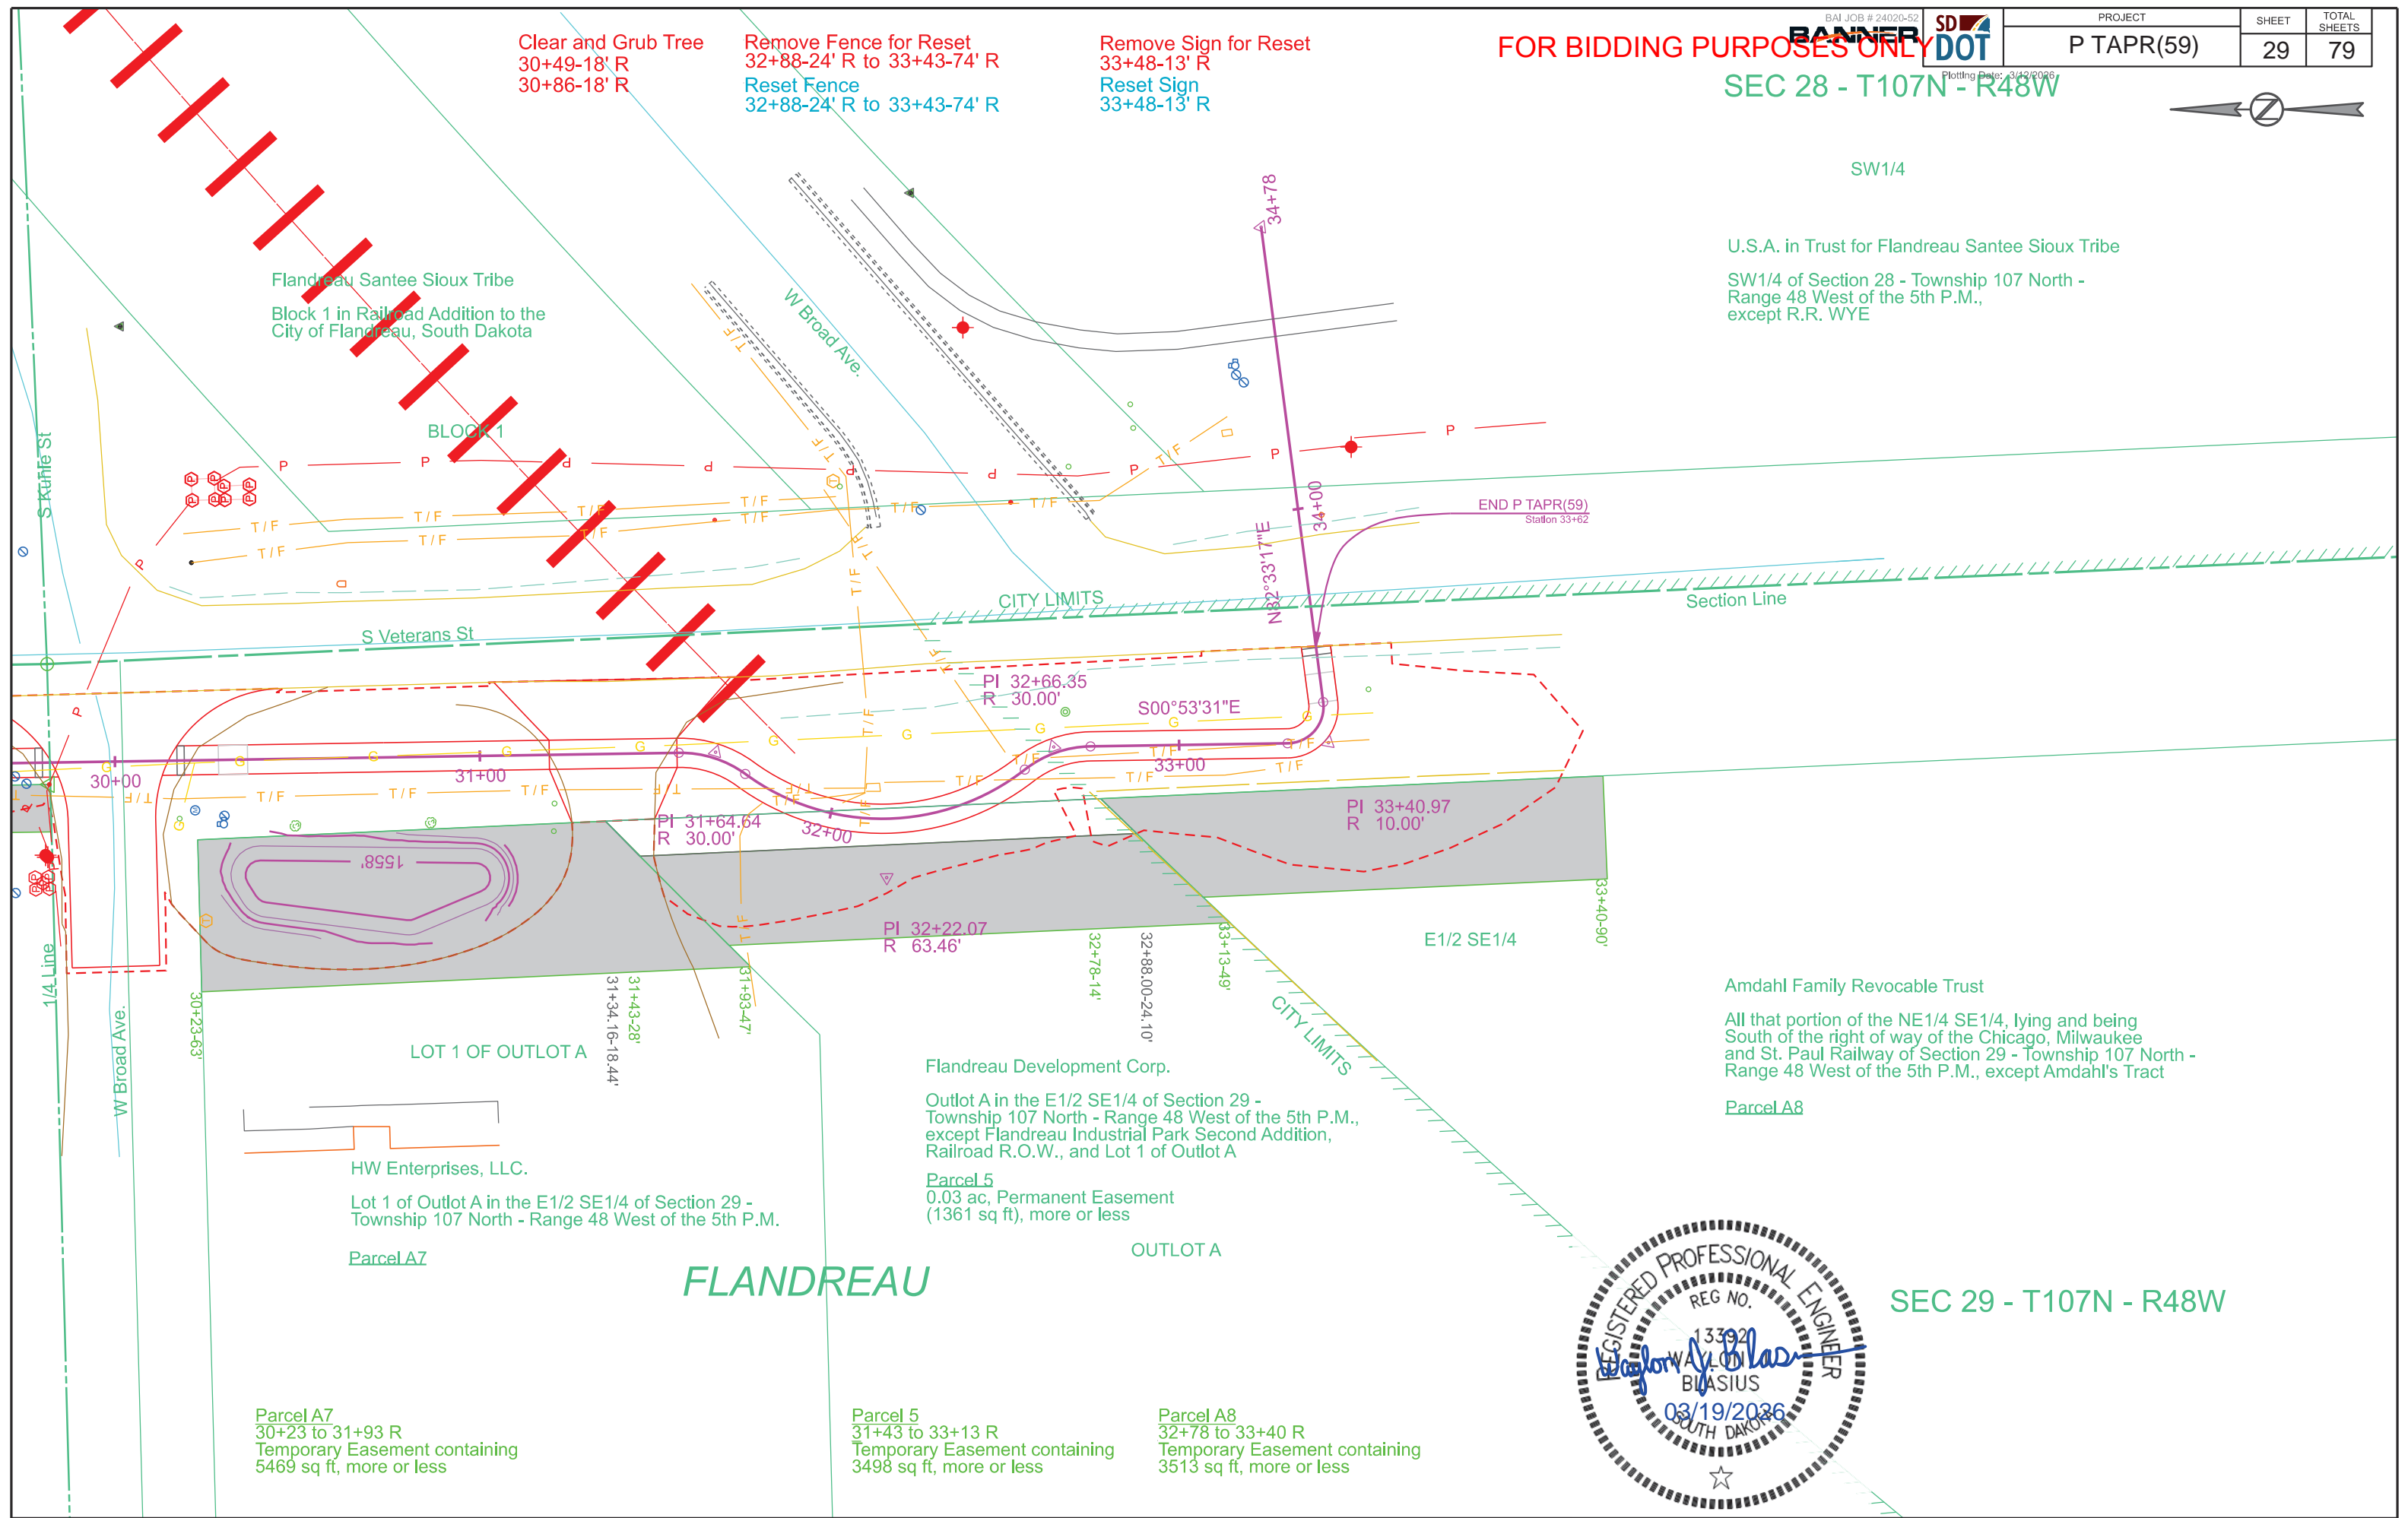 BAI JOB # 24020-52
BANNER
FOR BIDDING PURPOSES ONLY
SD
DOT
PROJECT
P TAPR(59)
SHEET
29
TOTAL
SHEETS
79
Plotting Date: 3/12/2026
Clear and Grub Tree
30+49-18' R
30+86-18' R
Remove Fence for Reset
32+88-24' R to 33+43-74' R
Reset Fence
32+88-24' R to 33+43-74' R
Remove Sign for Reset
33+48-13' R
Reset Sign
33+48-13' R
SEC 28 - T107N - R48W
SW1/4
U.S.A. in Trust for Flandreau Santee Sioux Tribe
SW1/4 of Section 28 - Township 107 North -
Range 48 West of the 5th P.M.,
except R.R. WYE
Flandreau Santee Sioux Tribe
Block 1 in Railroad Addition to the
City of Flandreau, South Dakota
BLOCK 1
W Broad Ave.
34+78
34+00
N82°33'17"E
END P TAPR(59)
Station 33+62
S Kunle St
CITY LIMITS
Section Line
S Veterans St
PI 32+66.35
R 30.00'
S00°53'31"E
30+00
31+00
32+00
33+00
PI 31+64.64
R 30.00'
PI 33+40.97
R 10.00'
1558'
PI 32+22.07
R 63.46'
1/4 Line
W Broad Ave.
30+23-63'
31+34.16-18.44'
31+43-28'
31+93-47'
32+78-14'
32+88.00-24.10'
33+13-49'
33+40-90'
E1/2 SE1/4
CITY LIMITS
LOT 1 OF OUTLOT A
HW Enterprises, LLC.
Lot 1 of Outlot A in the E1/2 SE1/4 of Section 29 -
Township 107 North - Range 48 West of the 5th P.M.
Parcel A7
Flandreau Development Corp.
Outlot A in the E1/2 SE1/4 of Section 29 -
Township 107 North - Range 48 West of the 5th P.M.,
except Flandreau Industrial Park Second Addition,
Railroad R.O.W., and Lot 1 of Outlot A
Parcel 5
0.03 ac, Permanent Easement
(1361 sq ft), more or less
OUTLOT A
Amdahl Family Revocable Trust
All that portion of the NE1/4 SE1/4, lying and being
South of the right of way of the Chicago, Milwaukee
and St. Paul Railway of Section 29 - Township 107 North -
Range 48 West of the 5th P.M., except Amdahl's Tract
Parcel A8
FLANDREAU
SEC 29 - T107N - R48W
REGISTERED PROFESSIONAL ENGINEER
REG NO.
13392
WAYLON
BLASIUS
03/19/2026
SOUTH DAKOTA
Parcel A7
30+23 to 31+93 R
Temporary Easement containing
5469 sq ft, more or less
Parcel 5
31+43 to 33+13 R
Temporary Easement containing
3498 sq ft, more or less
Parcel A8
32+78 to 33+40 R
Temporary Easement containing
3513 sq ft, more or less